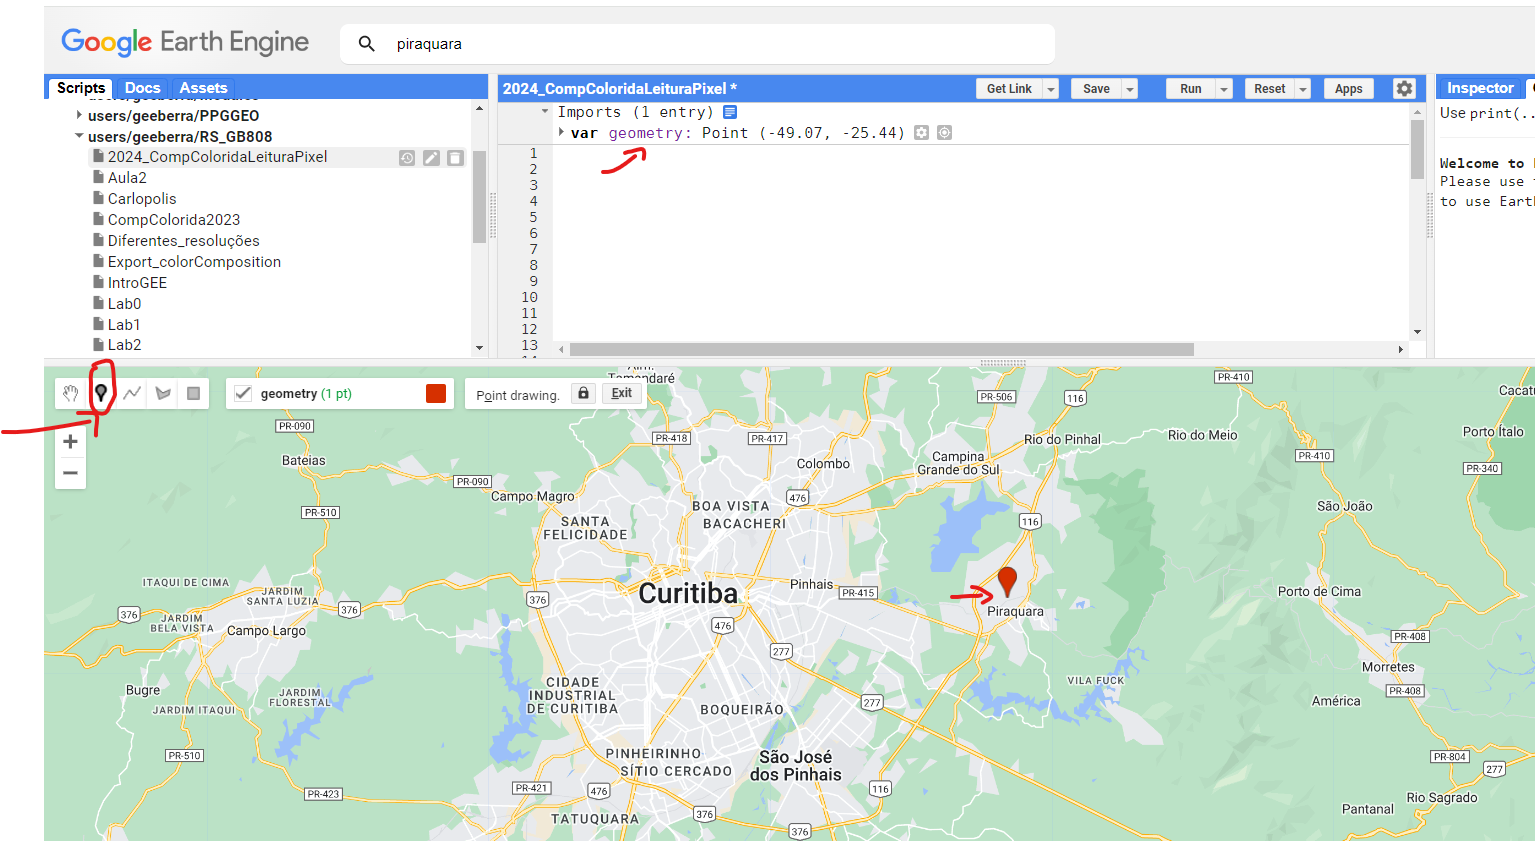 Google Earth Engine
piraquara
Scripts Docs Assets
users/geeberra/PPGGEO
users/geeberra/RS_GB808
2024_CompColoridaLeituraPixel
Aula2
Carlopolis
CompColorida2023
Diferentes_resoluções
Export_colorComposition
IntroGEE
Lab0
Lab1
Lab2
2024_CompColoridaLeituraPixel *
Get Link
Save
Run
Reset
Apps
Imports (1 entry)
var geometry: Point (-49.07, -25.44)
1
2
3
4
5
6
7
8
9
10
11
12
13
Inspector
Use print(..
Welcome to
Please use
to use Eart
geometry (1 pt)
Point drawing.
Exit
+
−
Tamandaré
PR-410
PR-506
116
Cacatu
PR-090
PR-418
PR-417
Rio do Pinhal
Rio do Meio
Porto Ítalo
Bateias
Colombo
Campina
Grande do Sul
PR-410
PR-340
PR-090
Campo Magro
476
BOA VISTA
BACACHERI
PR-510
SANTA
FELICIDADE
116
São João
ITAQUI DE CIMA
JARDIM
SANTA LUZIA
Curitiba
Pinhais
PR-415
Piraquara
Porto de Cima
376
376
376
JARDIM
BELA VISTA
Campo Largo
476
277
PR-408
Morretes
PR-408
América
Bugre
JARDIM
FLORESTAL
JARDIM ITAQUI
CIDADE
INDUSTRIAL
DE CURITIBA
BOQUEIRÃO
277
VILA FUCK
PR-510
PINHEIRINHO
SÍTIO CERCADO
São José
dos Pinhais
PR-804
277
PR-423
PR-421
476
116
Rio Sagrado
Pantanal
TATUQUARA
PR-704
376